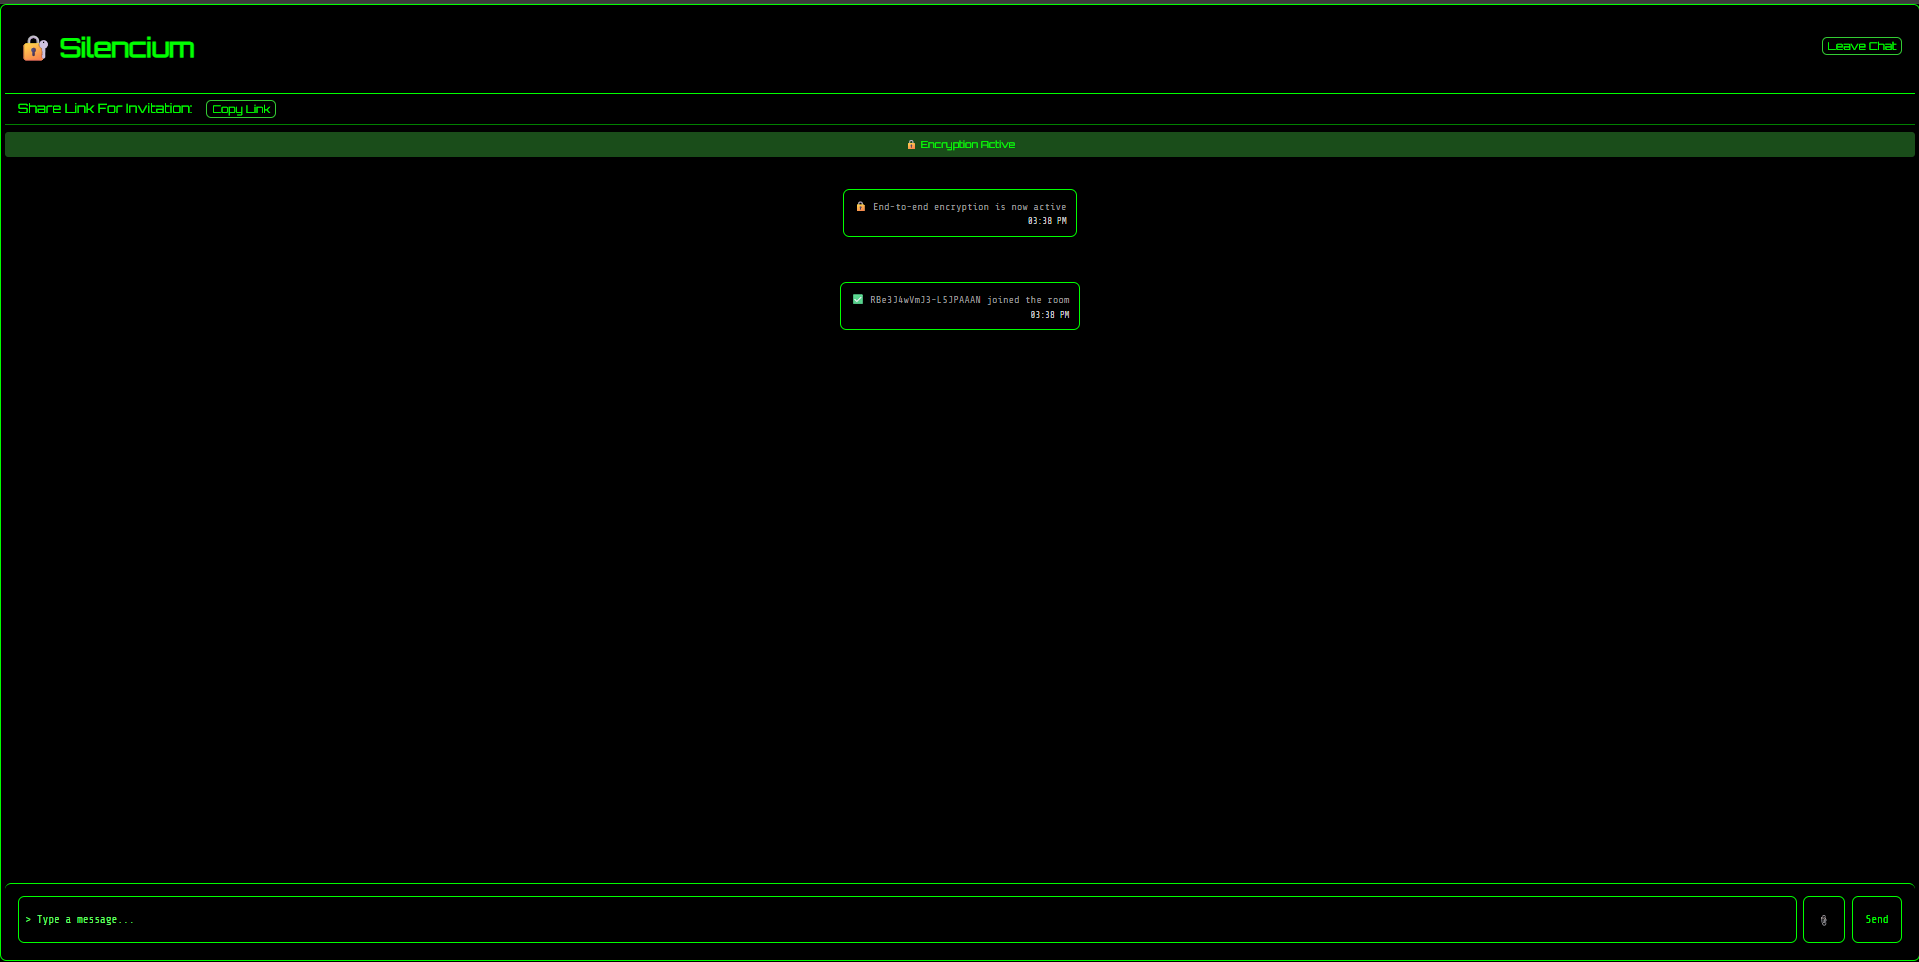 Silencium
Leave Chat
Share Link For Invitation:
Copy Link
Encryption Active
End-to-end encryption is now active
03:38 PM
RBe3J4wVmJ3-LSJPAAAN joined the room
03:38 PM
> Type a message...
Send